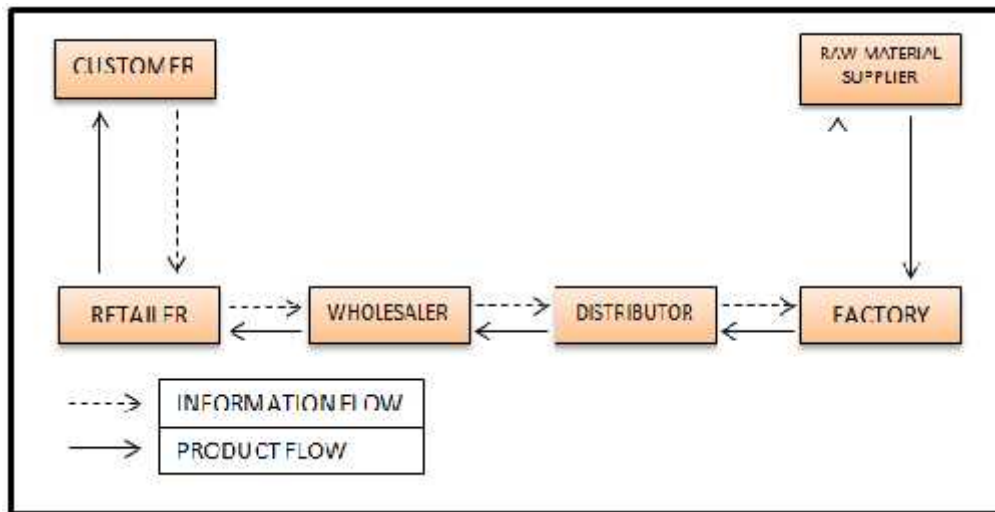 CUSTOMER
RAW MATERIAL
SUPPLIER
RETAILER
WHOLESALER
DISTRIBUTOR
FACTORY
INFORMATION FLOW
PRODUCT FLOW